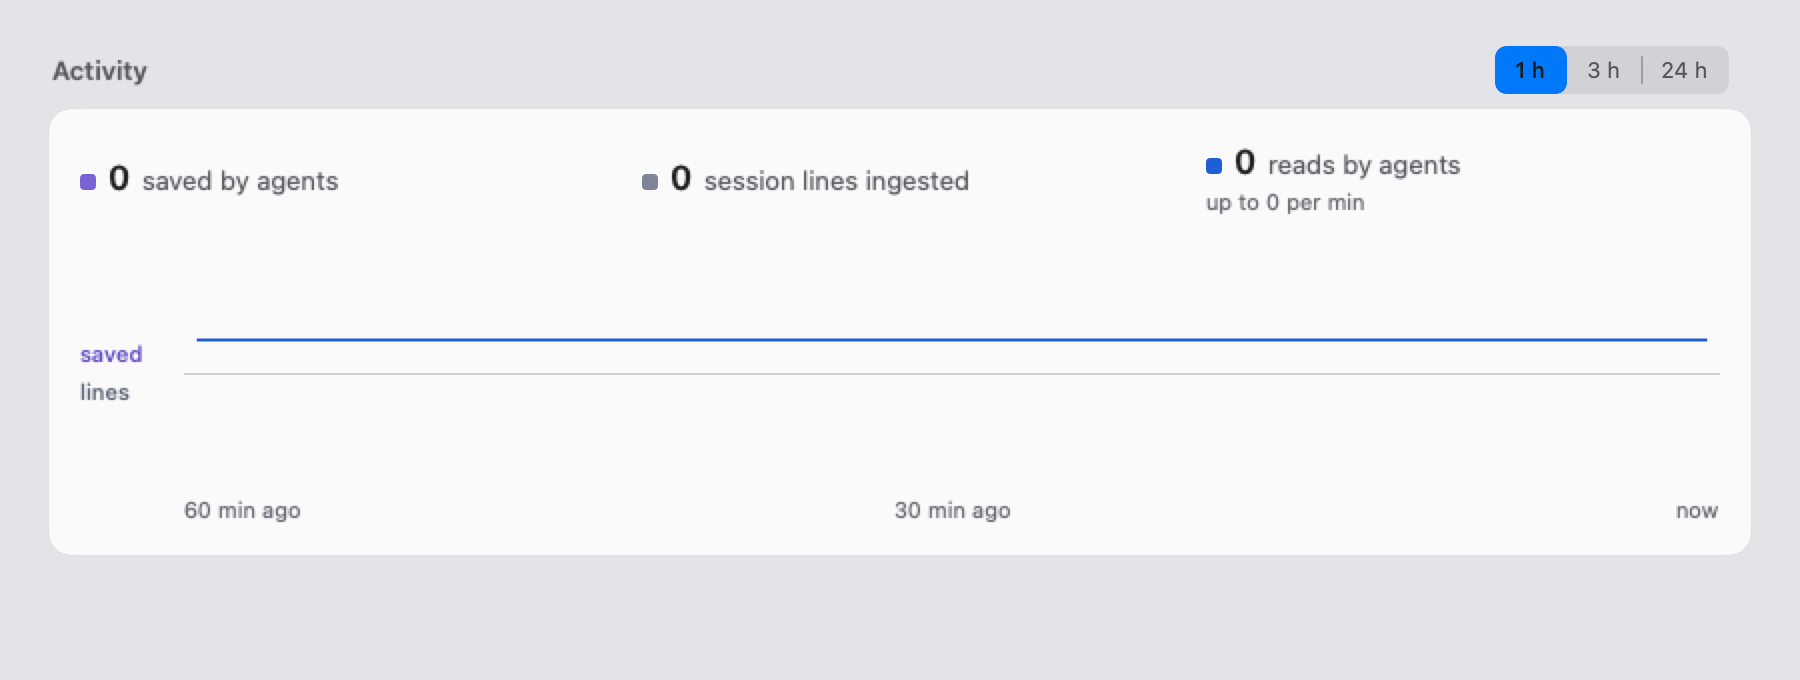 Activity
1 h 3 h 24 h
0 saved by agents
0 session lines ingested
0 reads by agents
up to 0 per min
saved
lines
60 min ago
30 min ago
now